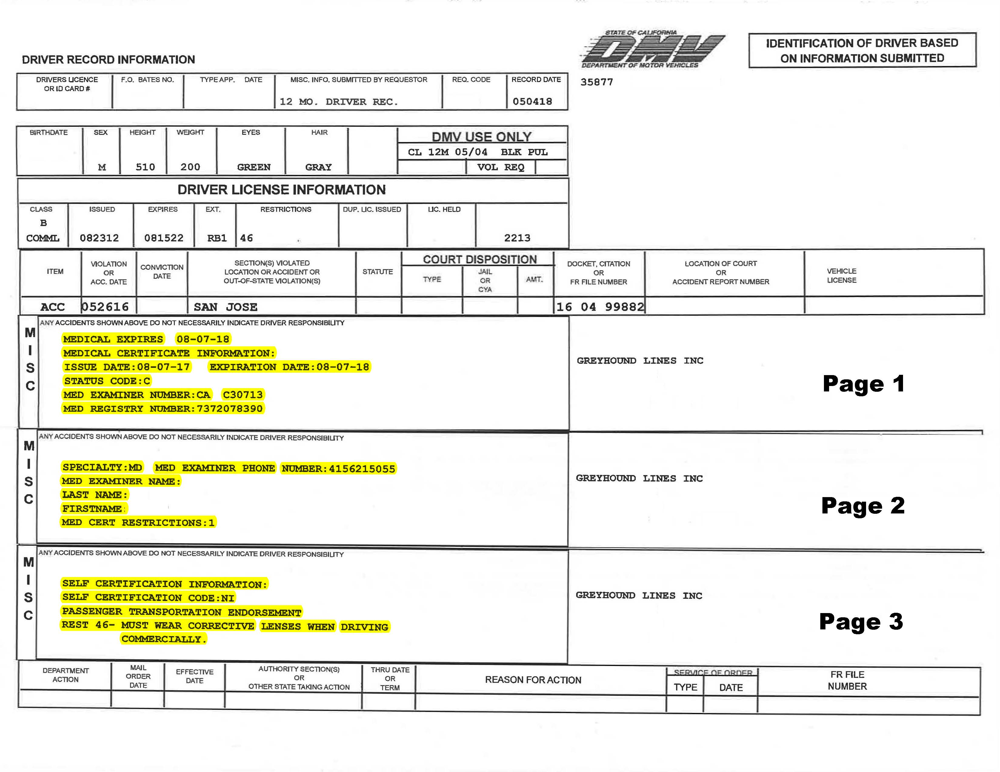 STATE OF CALIFORNIA
DMV
DEPARTMENT OF MOTOR VEHICLES
IDENTIFICATION OF DRIVER BASED
ON INFORMATION SUBMITTED
DRIVER RECORD INFORMATION
35877
DRIVERS LICENCE OR ID CARD # F.O. BATES NO. TYPE APP. DATE MISC. INFO. SUBMITTED BY REQUESTOR REQ. CODE RECORD DATE
12 MO. DRIVER REC. 050418
BIRTHDATE SEX HEIGHT WEIGHT EYES HAIR DMV USE ONLY
CL 12M 05/04 BLK PUL
M 510 200 GREEN GRAY VOL REQ
DRIVER LICENSE INFORMATION
CLASS ISSUED EXPIRES EXT. RESTRICTIONS DUP. LIC. ISSUED LIC. HELD
B
COMML 082312 081522 RB1 46 2213
ITEM VIOLATION OR ACC. DATE CONVICTION DATE SECTION(S) VIOLATED LOCATION OR ACCIDENT OR OUT-OF-STATE VIOLATION(S) STATUTE COURT DISPOSITION TYPE JAIL OR CYA AMT. DOCKET, CITATION OR FR FILE NUMBER LOCATION OF COURT OR ACCIDENT REPORT NUMBER VEHICLE LICENSE
ACC 052616 SAN JOSE 16 04 99882
MISC
ANY ACCIDENTS SHOWN ABOVE DO NOT NECESSARILY INDICATE DRIVER RESPONSIBILITY
MEDICAL EXPIRES 08-07-18
MEDICAL CERTIFICATE INFORMATION:
ISSUE DATE:08-07-17 EXPIRATION DATE:08-07-18
STATUS CODE:C
MED EXAMINER NUMBER:CA C30713
MED REGISTRY NUMBER:7372078390
GREYHOUND LINES INC
Page 1
MISC
ANY ACCIDENTS SHOWN ABOVE DO NOT NECESSARILY INDICATE DRIVER RESPONSIBILITY
SPECIALTY:MD MED EXAMINER PHONE NUMBER:4156215055
MED EXAMINER NAME:
LAST NAME:
FIRSTNAME:
MED CERT RESTRICTIONS:1
GREYHOUND LINES INC
Page 2
MISC
ANY ACCIDENTS SHOWN ABOVE DO NOT NECESSARILY INDICATE DRIVER RESPONSIBILITY
SELF CERTIFICATION INFORMATION:
SELF CERTIFICATION CODE:NI
PASSENGER TRANSPORTATION ENDORSEMENT
REST 46- MUST WEAR CORRECTIVE LENSES WHEN DRIVING
COMMERCIALLY.
GREYHOUND LINES INC
Page 3
DEPARTMENT ACTION MAIL ORDER DATE EFFECTIVE DATE AUTHORITY SECTION(S) OR OTHER STATE TAKING ACTION THRU DATE OR TERM REASON FOR ACTION SERVICE OF ORDER TYPE DATE FR FILE NUMBER